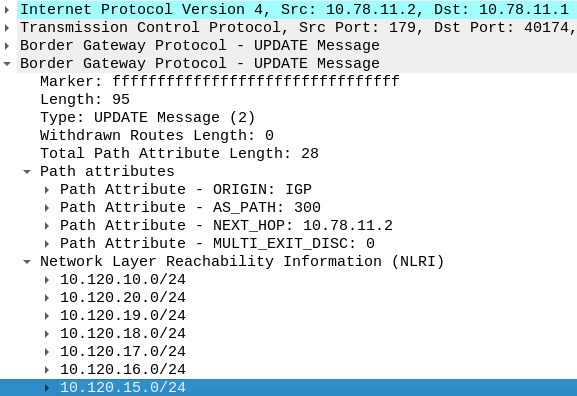 Internet Protocol Version 4, Src: 10.78.11.2, Dst: 10.78.11.1
Transmission Control Protocol, Src Port: 179, Dst Port: 40174,
Border Gateway Protocol - UPDATE Message
Border Gateway Protocol - UPDATE Message
Marker: ffffffffffffffffffffffffffffffff
Length: 95
Type: UPDATE Message (2)
Withdrawn Routes Length: 0
Total Path Attribute Length: 28
Path attributes
Path Attribute - ORIGIN: IGP
Path Attribute - AS_PATH: 300
Path Attribute - NEXT_HOP: 10.78.11.2
Path Attribute - MULTI_EXIT_DISC: 0
Network Layer Reachability Information (NLRI)
10.120.10.0/24
10.120.20.0/24
10.120.19.0/24
10.120.18.0/24
10.120.17.0/24
10.120.16.0/24
10.120.15.0/24